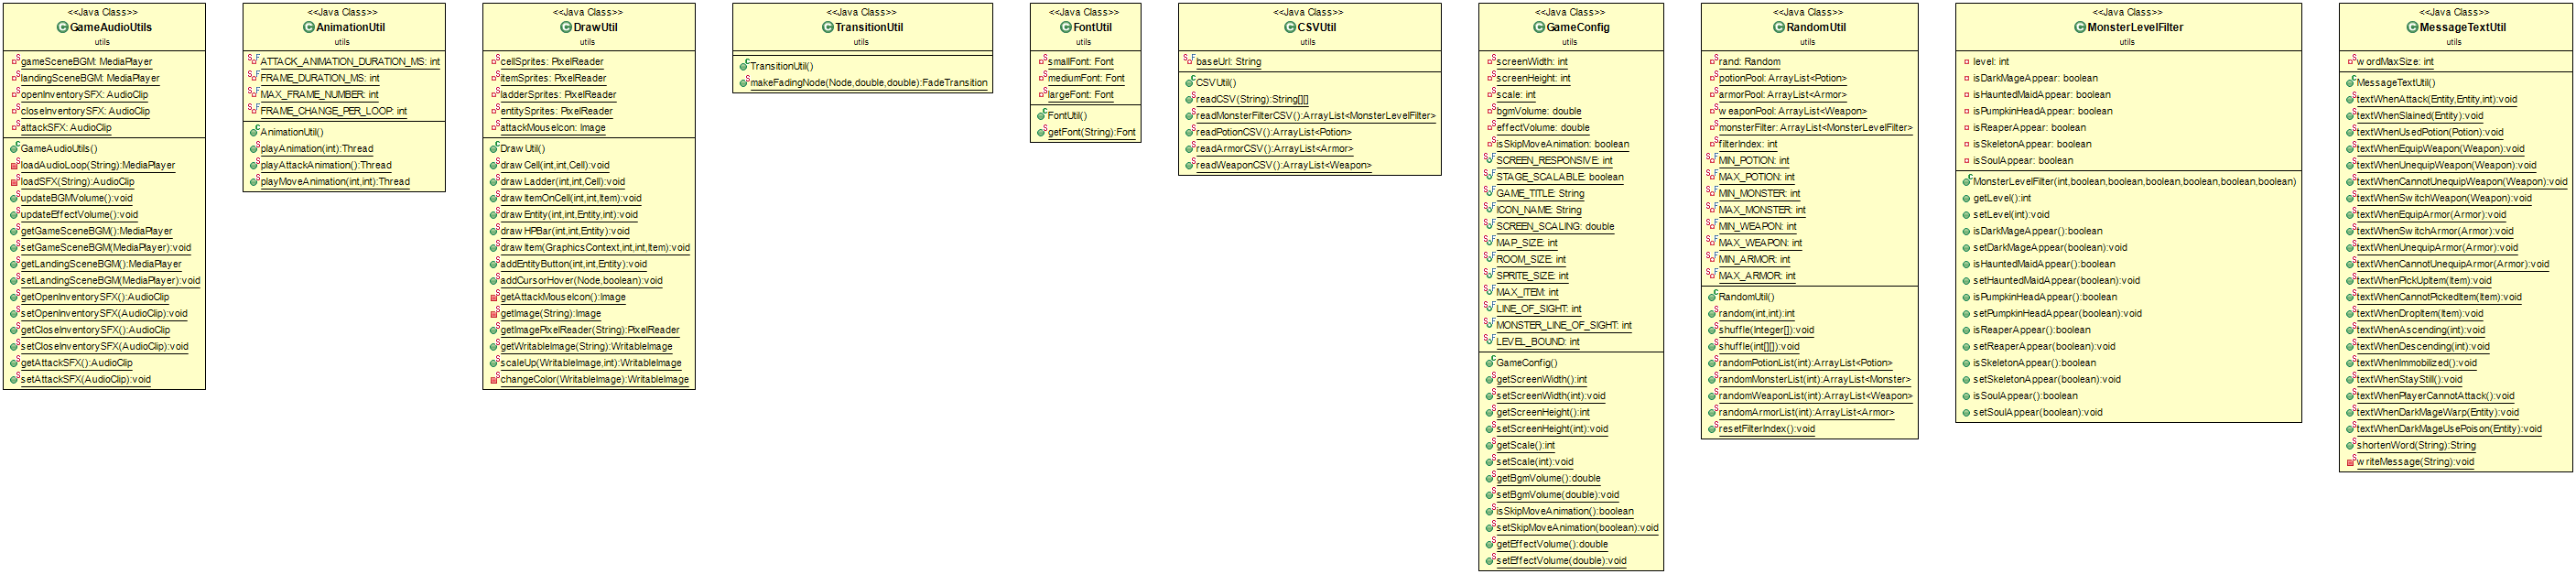 <<Java Class>>
GameAudioUtils
utils
gameSceneBGM: MediaPlayer
landingSceneBGM: MediaPlayer
openInventorySFX: AudioClip
closeInventorySFX: AudioClip
attackSFX: AudioClip
GameAudioUtils()
loadAudioLoop(String):MediaPlayer
loadSFX(String):AudioClip
updateBGMVolume():void
updateEffectVolume():void
getGameSceneBGM():MediaPlayer
setGameSceneBGM(MediaPlayer):void
getLandingSceneBGM():MediaPlayer
setLandingSceneBGM(MediaPlayer):void
getOpenInventorySFX():AudioClip
setOpenInventorySFX(AudioClip):void
getCloseInventorySFX():AudioClip
setCloseInventorySFX(AudioClip):void
getAttackSFX():AudioClip
setAttackSFX(AudioClip):void
<<Java Class>>
AnimationUtil
utils
ATTACK_ANIMATION_DURATION_MS: int
FRAME_DURATION_MS: int
MAX_FRAME_NUMBER: int
FRAME_CHANGE_PER_LOOP: int
AnimationUtil()
playAnimation(int):Thread
playAttackAnimation():Thread
playMoveAnimation(int,int):Thread
<<Java Class>>
DrawUtil
utils
cellSprites: PixelReader
itemSprites: PixelReader
ladderSprites: PixelReader
entitySprites: PixelReader
attackMouseIcon: Image
DrawUtil()
drawCell(int,int,Cell):void
drawLadder(int,int,Cell):void
drawItemOnCell(int,int,Item):void
drawEntity(int,int,Entity,int):void
drawHPBar(int,int,Entity):void
drawItem(GraphicsContext,int,int,Item):void
addEntityButton(int,int,Entity):void
addCursorHover(Node,boolean):void
getAttackMouseIcon():Image
getImage(String):Image
getImagePixelReader(String):PixelReader
getWritableImage(String):WritableImage
scaleUp(WritableImage,int):WritableImage
changeColor(WritableImage):WritableImage
<<Java Class>>
TransitionUtil
utils
TransitionUtil()
makeFadingNode(Node,double,double):FadeTransition
<<Java Class>>
FontUtil
utils
smallFont: Font
mediumFont: Font
largeFont: Font
FontUtil()
getFont(String):Font
<<Java Class>>
CSVUtil
utils
baseUrl: String
CSVUtil()
readCSV(String):String[][]
readMonsterFilterCSV():ArrayList<MonsterLevelFilter>
readPotionCSV():ArrayList<Potion>
readArmorCSV():ArrayList<Armor>
readWeaponCSV():ArrayList<Weapon>
<<Java Class>>
GameConfig
utils
screenWidth: int
screenHeight: int
scale: int
bgmVolume: double
effectVolume: double
isSkipMoveAnimation: boolean
SCREEN_RESPONSIVE: int
STAGE_SCALABLE: boolean
GAME_TITLE: String
ICON_NAME: String
SCREEN_SCALING: double
MAP_SIZE: int
ROOM_SIZE: int
SPRITE_SIZE: int
MAX_ITEM: int
LINE_OF_SIGHT: int
MONSTER_LINE_OF_SIGHT: int
LEVEL_BOUND: int
GameConfig()
getScreenWidth():int
setScreenWidth(int):void
getScreenHeight():int
setScreenHeight(int):void
getScale():int
setScale(int):void
getBgmVolume():double
setBgmVolume(double):void
isSkipMoveAnimation():boolean
setSkipMoveAnimation(boolean):void
getEffectVolume():double
setEffectVolume(double):void
<<Java Class>>
RandomUtil
utils
rand: Random
potionPool: ArrayList<Potion>
armorPool: ArrayList<Armor>
weaponPool: ArrayList<Weapon>
monsterFilter: ArrayList<MonsterLevelFilter>
filterIndex: int
MIN_POTION: int
MAX_POTION: int
MIN_MONSTER: int
MAX_MONSTER: int
MIN_WEAPON: int
MAX_WEAPON: int
MIN_ARMOR: int
MAX_ARMOR: int
RandomUtil()
random(int,int):int
shuffle(Integer[]):void
shuffle(int[][]):void
randomPotionList(int):ArrayList<Potion>
randomMonsterList(int):ArrayList<Monster>
randomWeaponList(int):ArrayList<Weapon>
randomArmorList(int):ArrayList<Armor>
resetFilterIndex():void
<<Java Class>>
MonsterLevelFilter
utils
level: int
isDarkMageAppear: boolean
isHauntedMaidAppear: boolean
isPumpkinHeadAppear: boolean
isReaperAppear: boolean
isSkeletonAppear: boolean
isSoulAppear: boolean
MonsterLevelFilter(int,boolean,boolean,boolean,boolean,boolean,boolean)
getLevel():int
setLevel(int):void
isDarkMageAppear():boolean
setDarkMageAppear(boolean):void
isHauntedMaidAppear():boolean
setHauntedMaidAppear(boolean):void
isPumpkinHeadAppear():boolean
setPumpkinHeadAppear(boolean):void
isReaperAppear():boolean
setReaperAppear(boolean):void
isSkeletonAppear():boolean
setSkeletonAppear(boolean):void
isSoulAppear():boolean
setSoulAppear(boolean):void
<<Java Class>>
MessageTextUtil
utils
wordMaxSize: int
MessageTextUtil()
textWhenAttack(Entity,Entity,int):void
textWhenSlained(Entity):void
textWhenUsedPotion(Potion):void
textWhenEquipWeapon(Weapon):void
textWhenUnequipWeapon(Weapon):void
textWhenCannotUnequipWeapon(Weapon):void
textWhenSwitchWeapon(Weapon):void
textWhenEquipArmor(Armor):void
textWhenSwitchArmor(Armor):void
textWhenUnequipArmor(Armor):void
textWhenCannotUnequipArmor(Armor):void
textWhenPickUpItem(Item):void
textWhenCannotPickedItem(Item):void
textWhenDropItem(Item):void
textWhenAscending(int):void
textWhenDescending(int):void
textWhenImmobilized():void
textWhenStayStill():void
textWhenPlayerCannotAttack():void
textWhenDarkMageWarp(Entity):void
textWhenDarkMageUsePoison(Entity):void
shortenWord(String):String
writeMessage(String):void